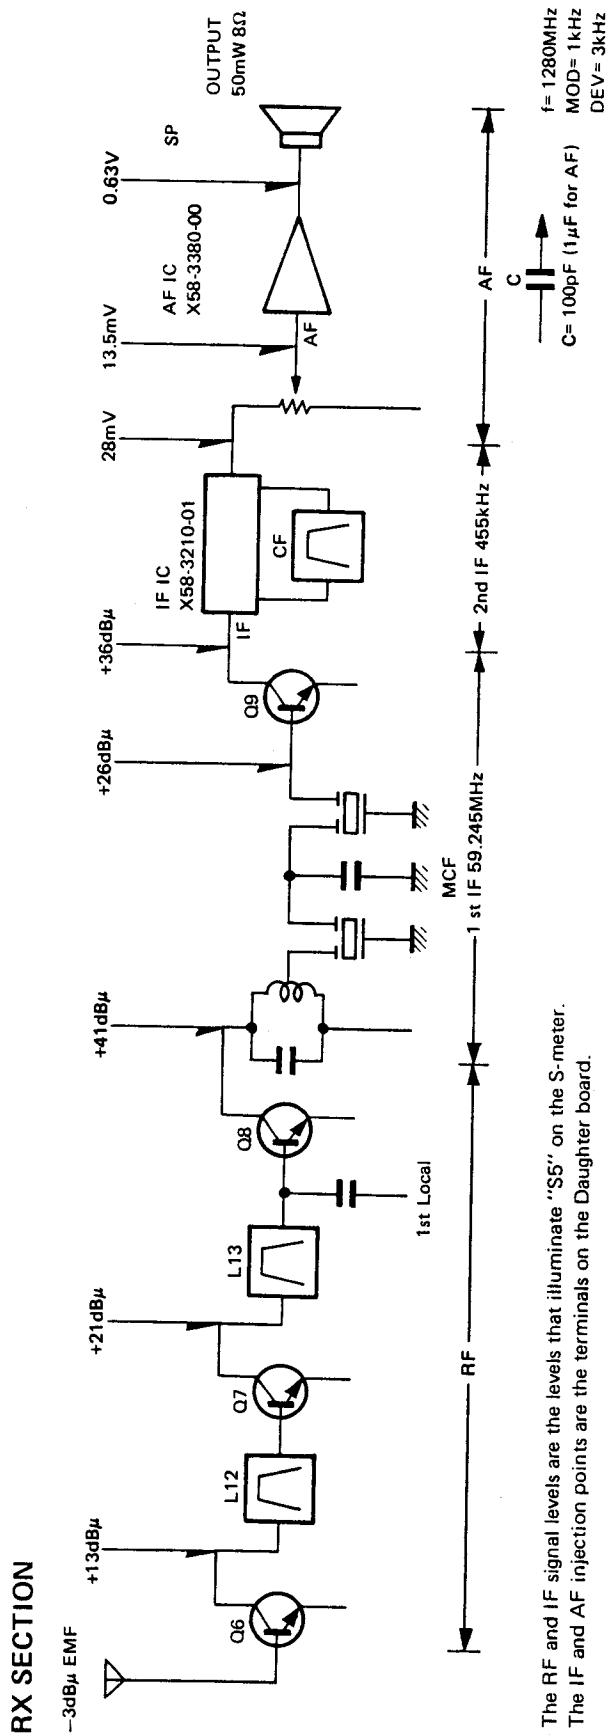 RX SECTION
−3dBμ EMF
+13dBμ
+21dBμ
+41dBμ
+26dBμ
+36dBμ
28mV
13.5mV
0.63V
Q6
L12
Q7
L13
Q8
1st Local
MCF
Q9
IF IC
X58-3210-01
IF
CF
AF IC
X58-3380-00
AF
SP
OUTPUT
50mW 8Ω
RF
1 st IF 59.245MHz
2nd IF 455kHz
AF
C
C= 100pF (1μF for AF)
f= 1280MHz
MOD= 1kHz
DEV= 3kHz
The RF and IF signal levels are the levels that illuminate "S5" on the S-meter.
The IF and AF injection points are the terminals on the Daughter board.